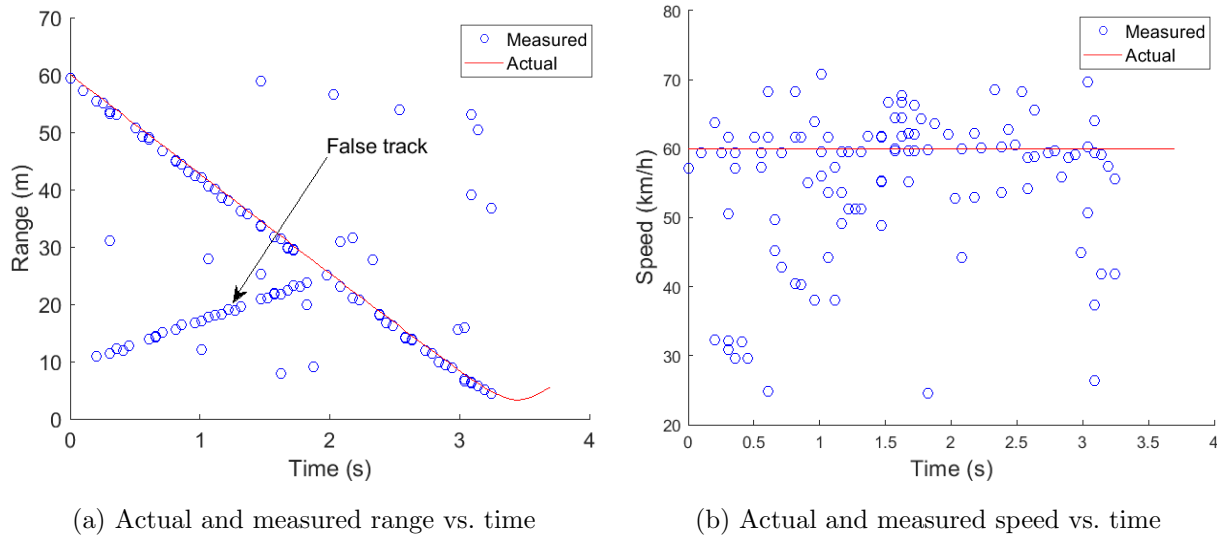 70
60
50
40
30
20
10
0
0
1
2
3
4
Range (m)
Time (s)
Measured
Actual
False track
80
70
60
50
40
30
20
0
0.5
1
1.5
2
2.5
3
3.5
4
Speed (km/h)
Time (s)
Measured
Actual
(a) Actual and measured range vs. time
(b) Actual and measured speed vs. time